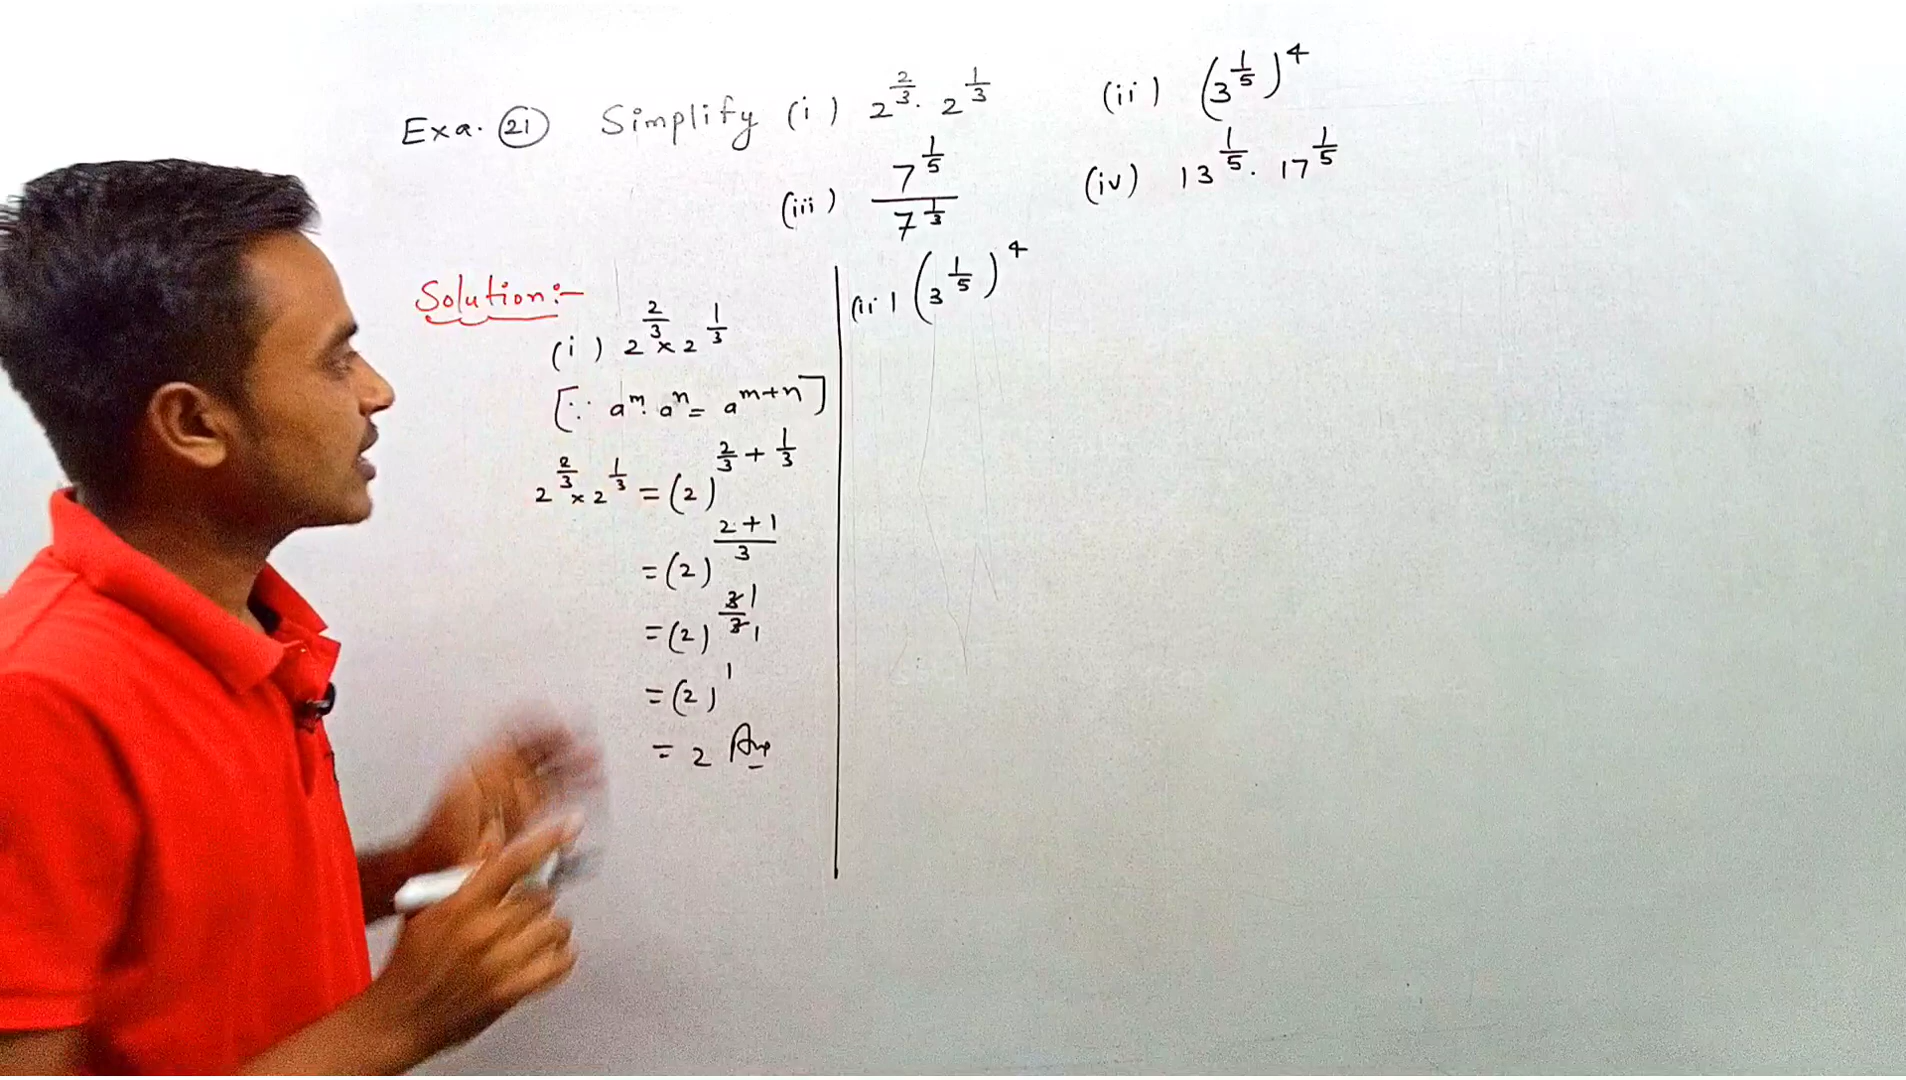 Exa. 21 Simplify (i) 2^(2/3) . 2^(1/3) (ii) (3^(1/5))^4
(iii) 7^(1/5) / 7^(1/3) (iv) 13^(1/5) . 17^(1/5)
Solution:-
(i) 2^(2/3) × 2^(1/3)
[∵ a^m . a^n = a^(m+n)]
2^(2/3) × 2^(1/3) = (2)^(2/3 + 1/3)
= (2)^((2+1)/3)
= (2)^(3/3) 1 1
= (2)^1
= 2 Ans
(ii) (3^(1/5))^4